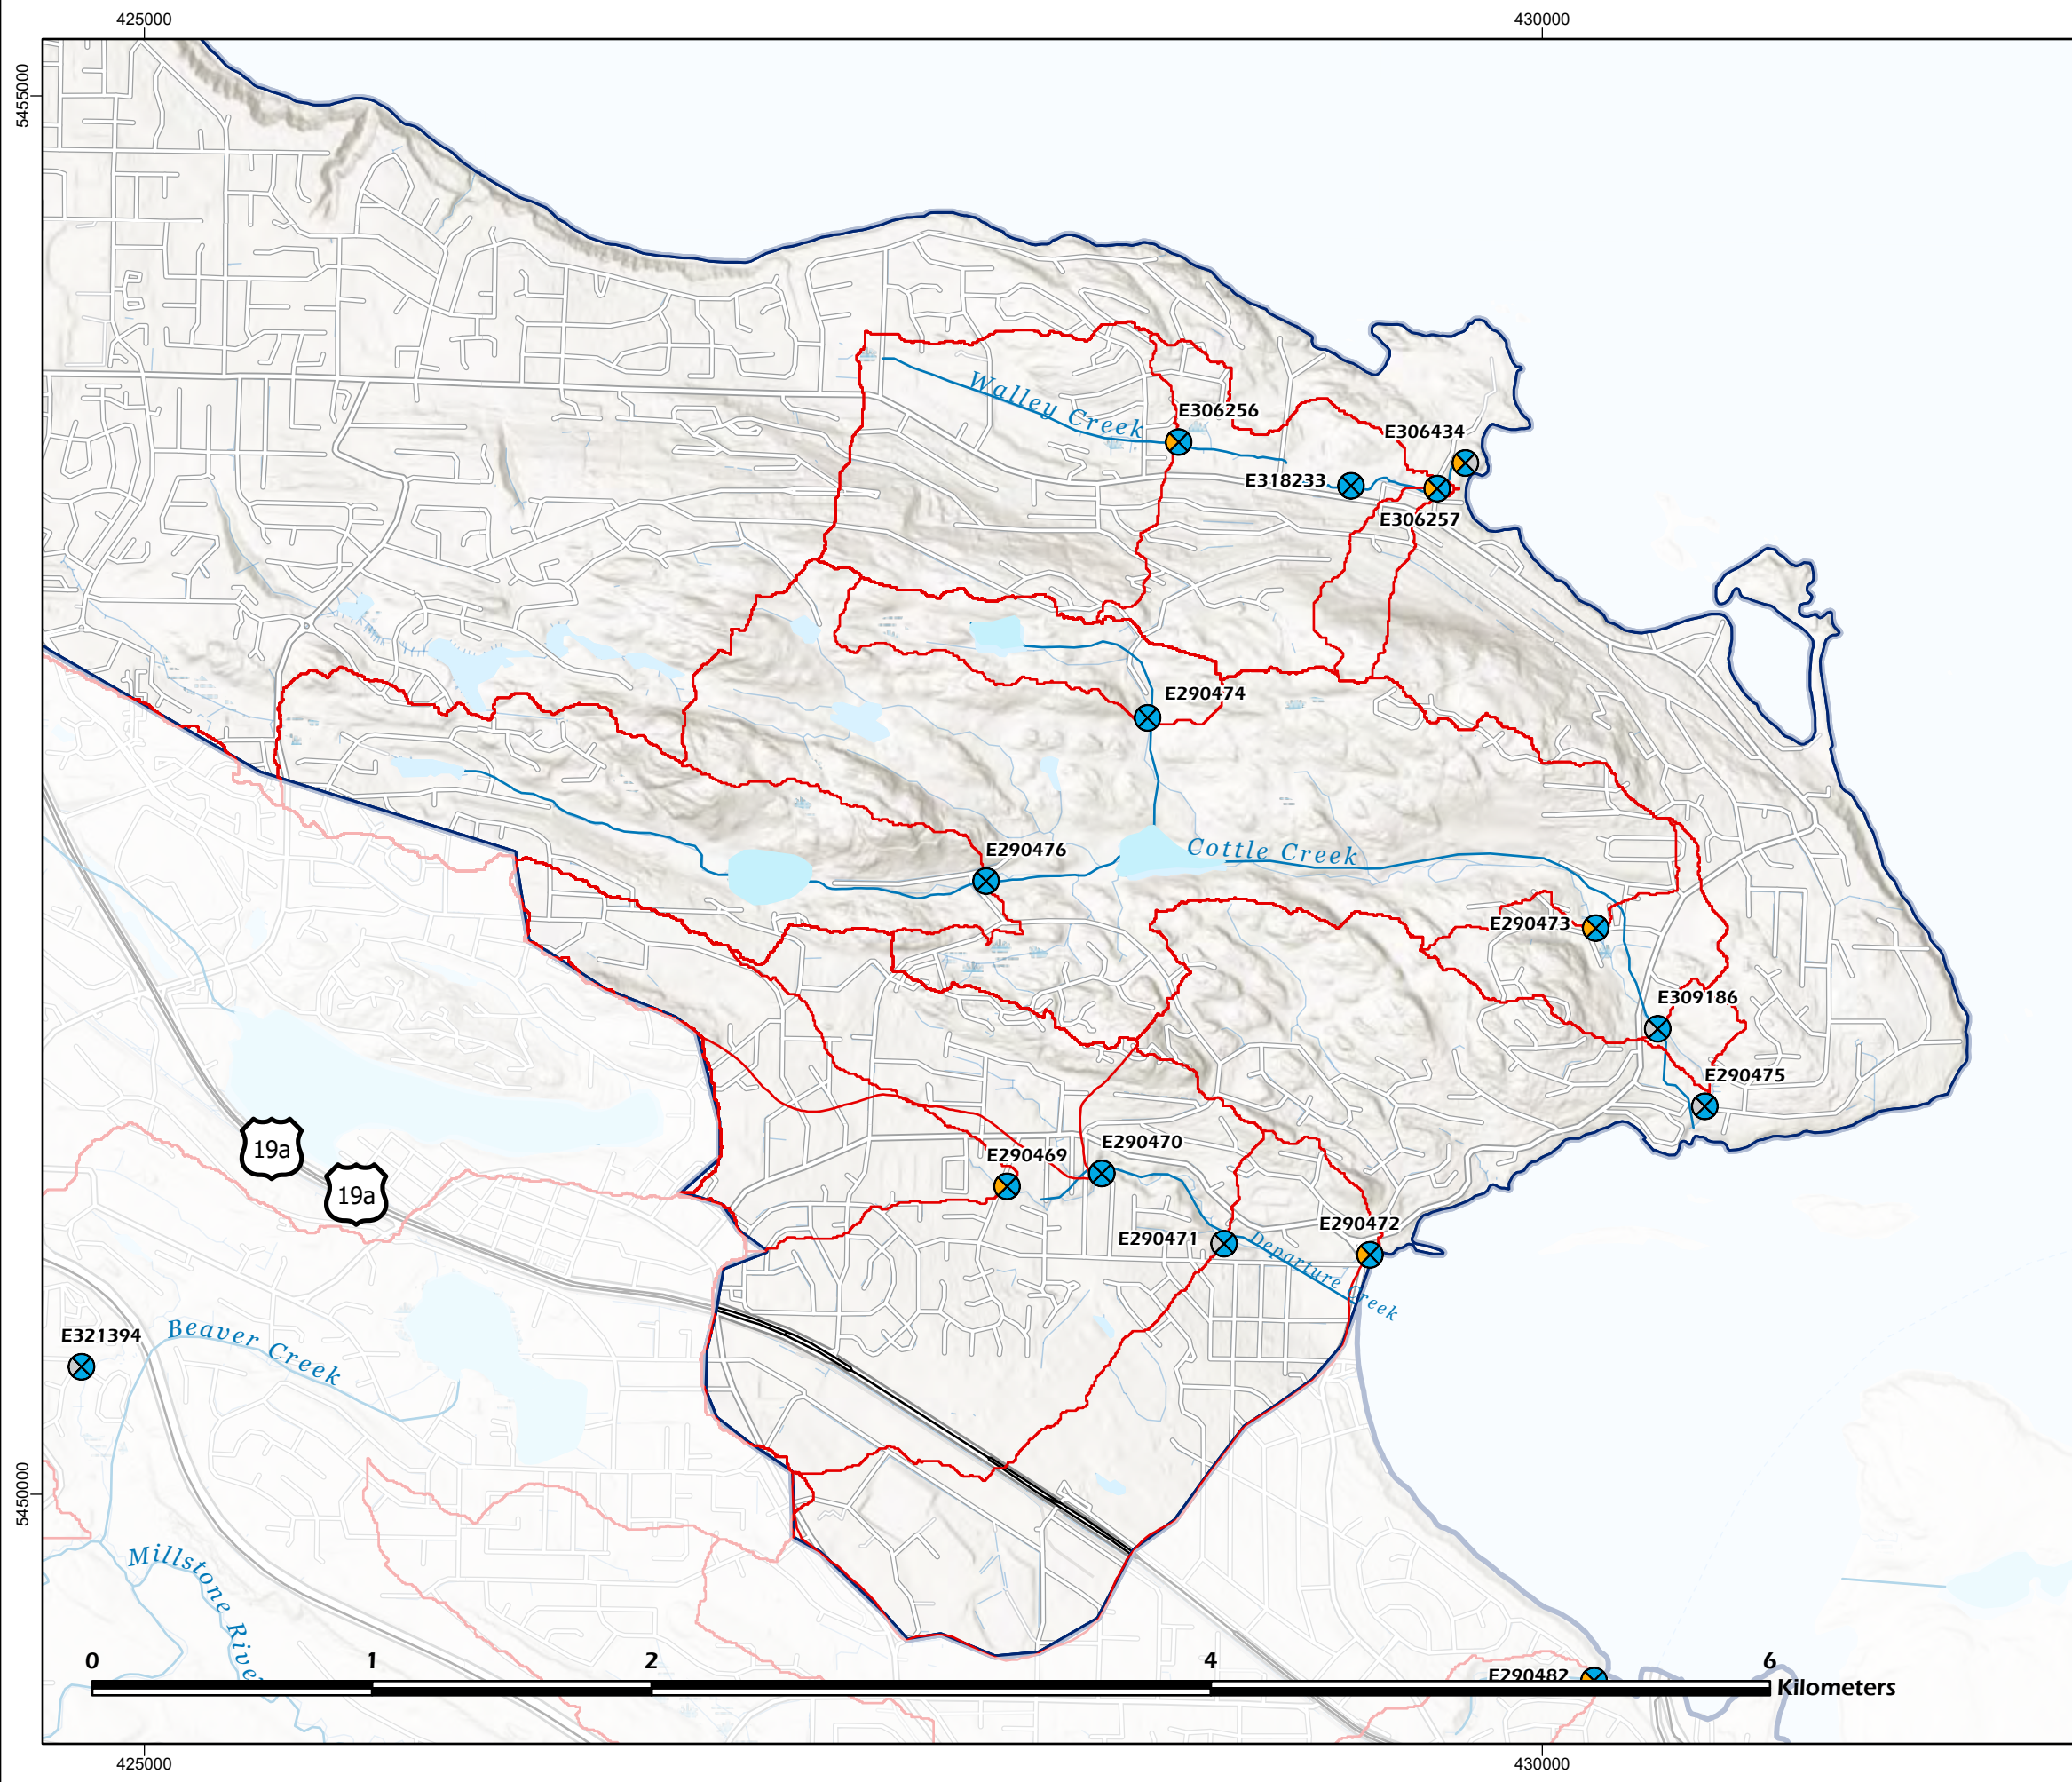 425000
430000
5455000
Walley Creek
E306256
E306434
E318233
E306257
E290474
E290476
Cottle Creek
E290473
E309186
E290475
19a
19a
E290470
E290469
E290472
E290471
Departure Creek
E321394
Beaver Creek
5450000
Millstone River
0 1 2 4 6
E290482
Kilometers
425000
430000